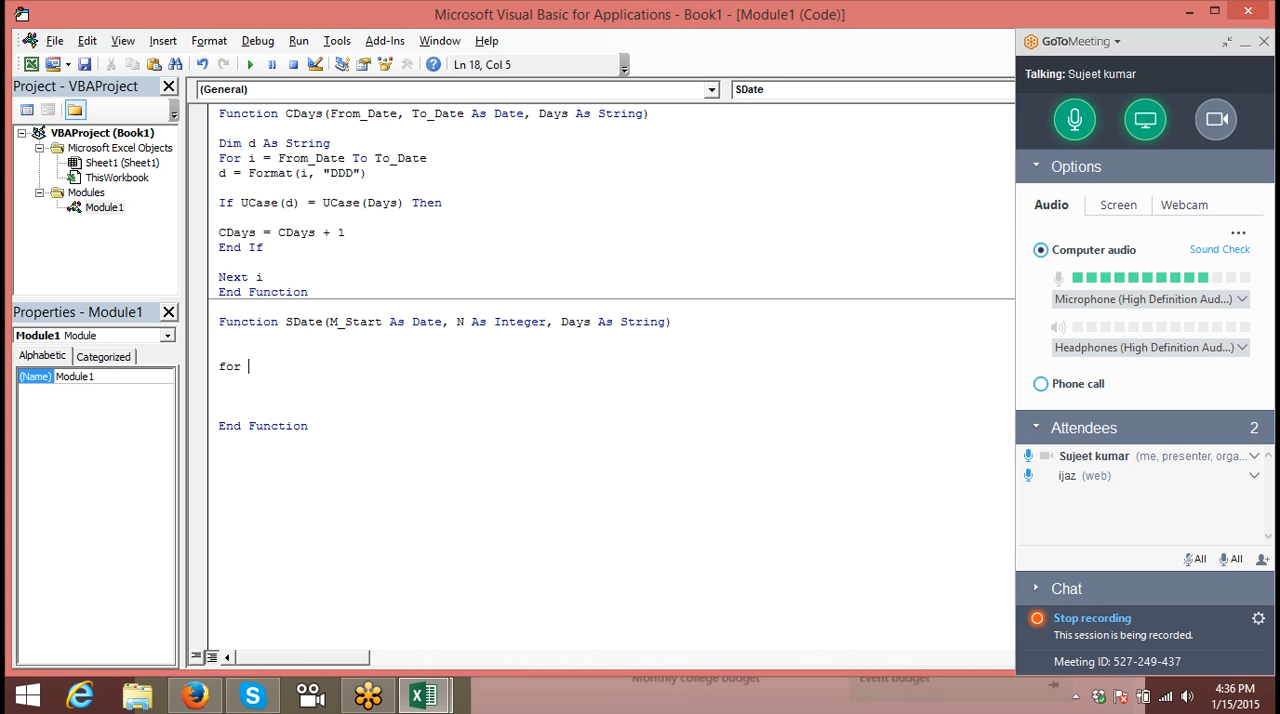 Microsoft Visual Basic for Applications - Book1 - [Module1 (Code)]
File Edit View Insert Format Debug Run Tools Add-Ins Window Help
Ln 18, Col 5
Project - VBAProject
VBAProject (Book1)
Microsoft Excel Objects
Sheet1 (Sheet1)
ThisWorkbook
Modules
Module1
Properties - Module1
Module1 Module
Alphabetic Categorized
(Name) Module1
(General)
SDate
Function CDays(From_Date, To_Date As Date, Days As String)
Dim d As String
For i = From_Date To To_Date
d = Format(i, "DDD")
If UCase(d) = UCase(Days) Then
CDays = CDays + 1
End If
Next i
End Function
Function SDate(M_Start As Date, N As Integer, Days As String)
for
End Function
GoToMeeting
Talking: Sujeet kumar
Options
Audio Screen Webcam
Computer audio Sound Check
Microphone (High Definition Aud...)
Headphones (High Definition Aud...)
Phone call
Attendees 2
Sujeet kumar (me, presenter, orga...
ijaz (web)
All All
Chat
Stop recording
This session is being recorded.
Meeting ID: 527-249-437
Monthly college budget
Event budget
4:36 PM
1/15/2015